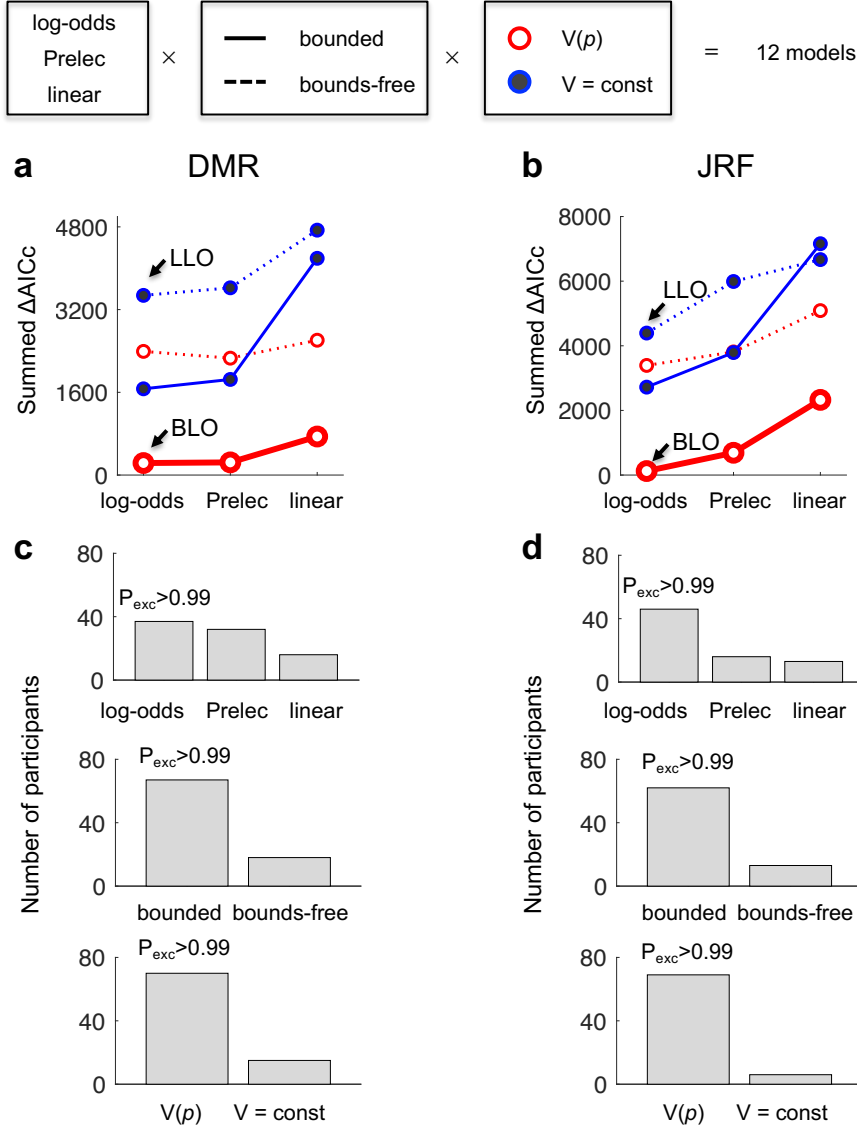 log-odds
Prelec
linear
×
bounded
bounds-free
×
V(p)
V = const
= 12 models
a DMR
Summed ΔAICc
4800
3200
1600
0
LLO
BLO
log-odds Prelec linear
b JRF
Summed ΔAICc
8000
6000
4000
2000
0
LLO
BLO
log-odds Prelec linear
c
Number of participants
80
40
0
Pexc>0.99
log-odds Prelec linear
80
40
0
Pexc>0.99
bounded bounds-free
80
40
0
Pexc>0.99
V(p) V = const
d
Number of participants
80
40
0
Pexc>0.99
log-odds Prelec linear
80
40
0
Pexc>0.99
bounded bounds-free
80
40
0
Pexc>0.99
V(p) V = const